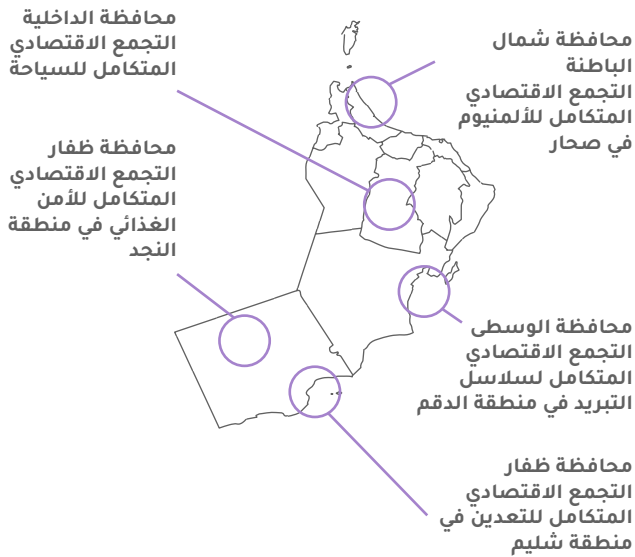 محافظة الداخلية
التجمع الاقتصادي
المتكامل للسياحة
محافظة شمال
الباطنة
التجمع الاقتصادي
المتكامل للألمنيوم
في صحار
محافظة ظفار
التجمع الاقتصادي
المتكامل للأمن
الغذائي في منطقة
النجد
محافظة الوسطى
التجمع الاقتصادي
المتكامل لسلاسل
التبريد في منطقة الدقم
محافظة ظفار
التجمع الاقتصادي
المتكامل للتعدين في
منطقة شليم